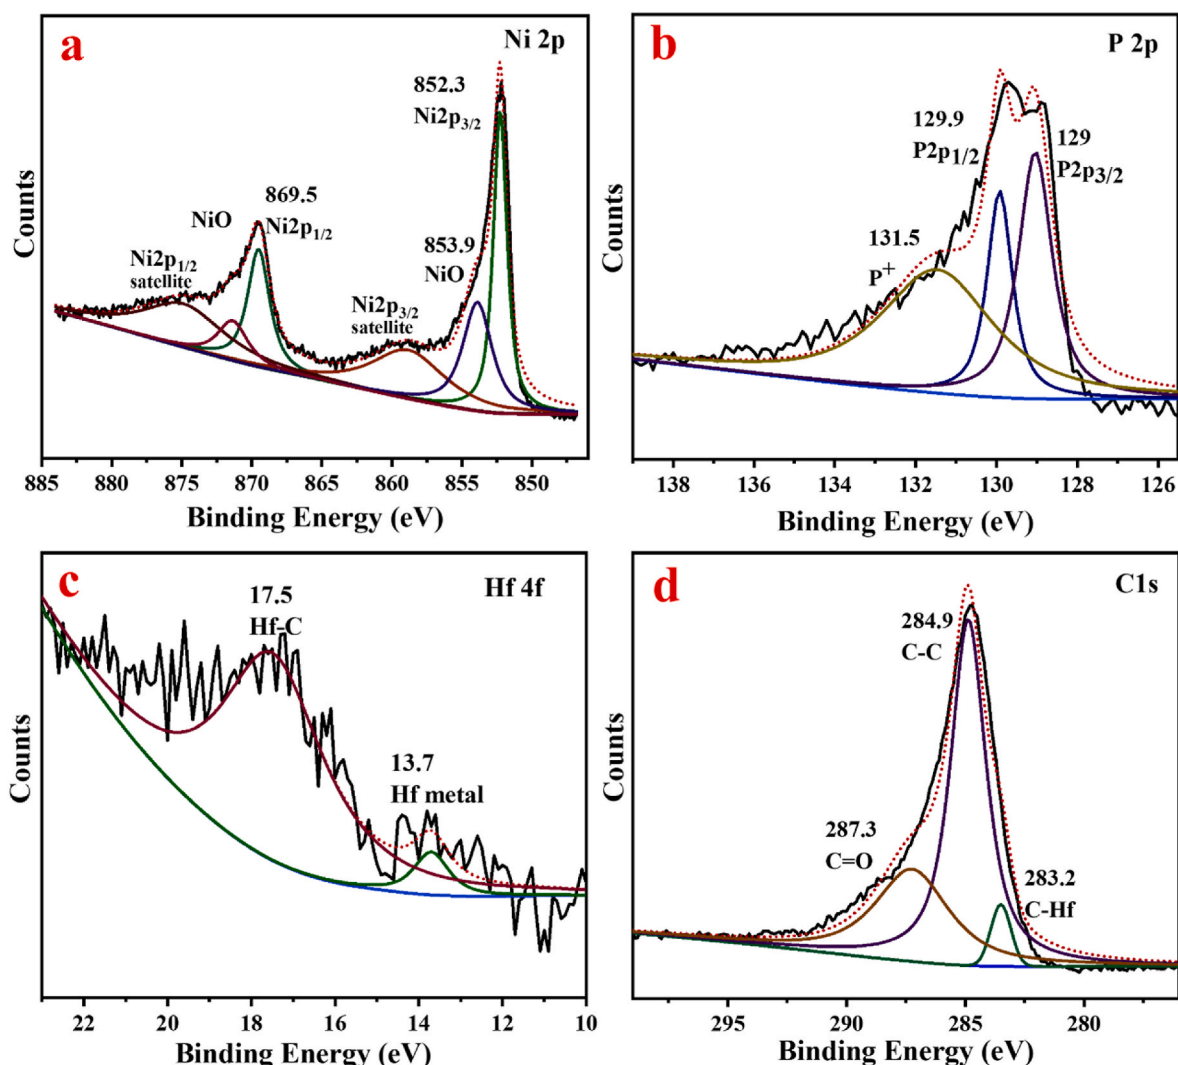 a
Ni 2p
852.3
Ni2p3/2
869.5
NiO
Ni2p1/2
853.9
NiO
Ni2p1/2
satellite
Ni2p3/2
satellite
Counts
885 880 875 870 865 860 855 850
Binding Energy (eV)
b
P 2p
129.9
P2p1/2
129
P2p3/2
131.5
P+
Counts
138 136 134 132 130 128 126
Binding Energy (eV)
c
Hf 4f
17.5
Hf-C
13.7
Hf metal
Counts
22 20 18 16 14 12 10
Binding Energy (eV)
d
C1s
284.9
C-C
287.3
C=O
283.2
C-Hf
Counts
295 290 285 280
Binding Energy (eV)